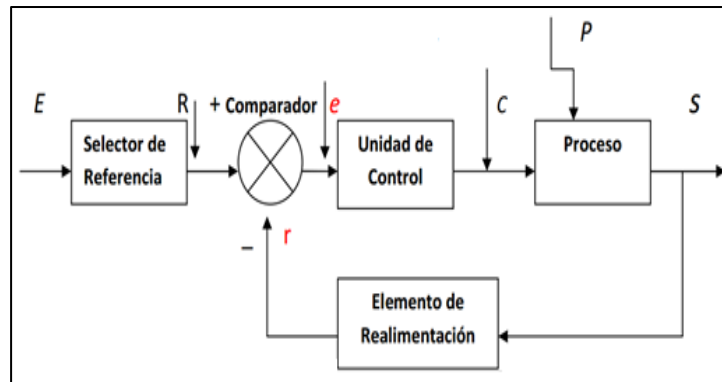 P
E
R
+ Comparador
e
C
S
Selector de
Referencia
Unidad de
Control
Proceso
–
r
Elemento de
Realimentación